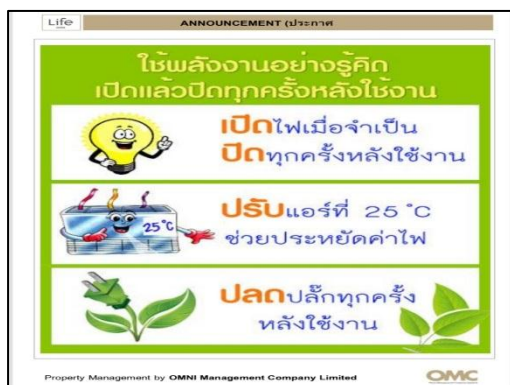 Life
ANNOUNCEMENT (ประกาศ
ใช้พลังงานอย่างรู้คิด
เปิดแล้วปิดทุกครั้งหลังใช้งาน
เปิดไฟเมื่อจำเป็น
ปิดทุกครั้งหลังใช้งาน
25°C
ปรับแอร์ที่ 25 °C
ช่วยประหยัดค่าไฟ
ปลดปลั๊กทุกครั้ง
หลังใช้งาน
Property Management by OMNI Management Company Limited
OMC